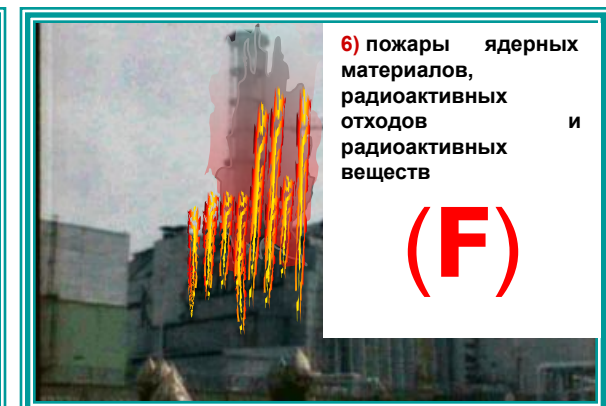 6) пожары ядерных
материалов,
радиоактивных
отходов и
радиоактивных
веществ
(F)